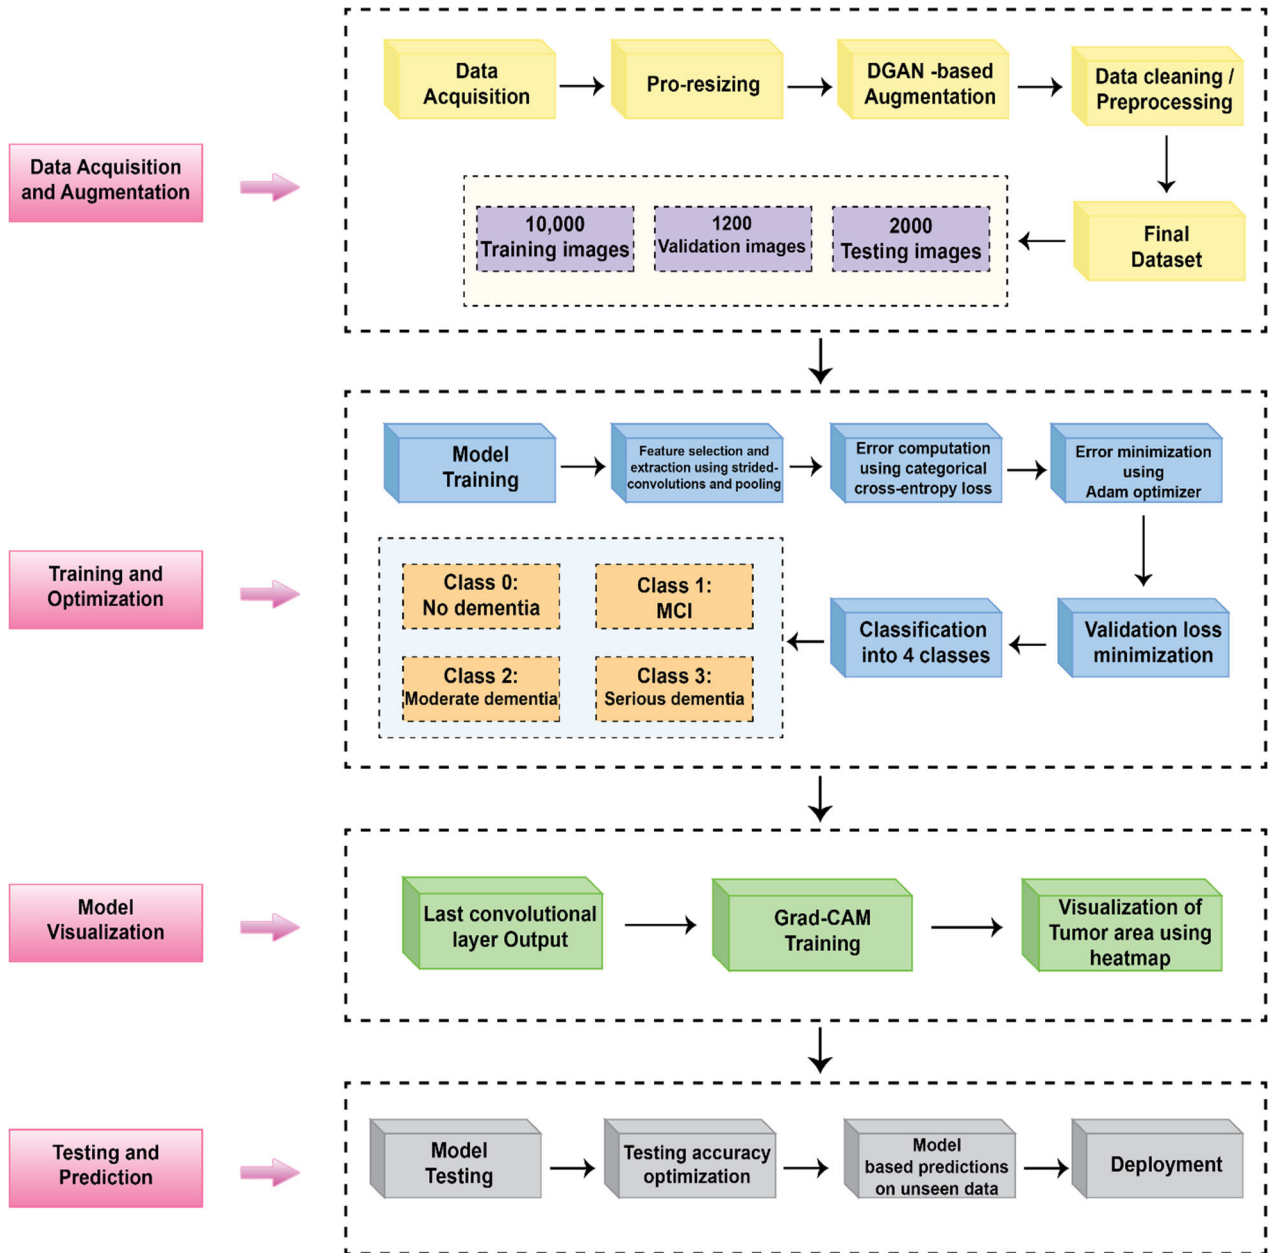 Data Acquisition
and Augmentation
Data
Acquisition
Pro-resizing
DGAN -based
Augmentation
Data cleaning /
Preprocessing
10,000
Training images
1200
Validation images
2000
Testing images
Final
Dataset
Training and
Optimization
Model
Training
Feature selection and
extraction using strided-
convolutions and pooling
Error computation
using categorical
cross-entropy loss
Error minimization
using
Adam optimizer
Class 0:
No dementia
Class 1:
MCI
Class 2:
Moderate dementia
Class 3:
Serious dementia
Classification
into 4 classes
Validation loss
minimization
Model
Visualization
Last convolutional
layer Output
Grad-CAM
Training
Visualization of
Tumor area using
heatmap
Testing and
Prediction
Model
Testing
Testing accuracy
optimization
Model
based predictions
on unseen data
Deployment